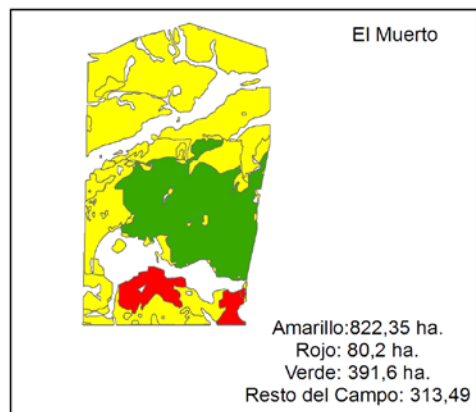 El Muerto
Amarillo:822,35 ha.
Rojo: 80,2 ha.
Verde: 391,6 ha.
Resto del Campo: 313,49